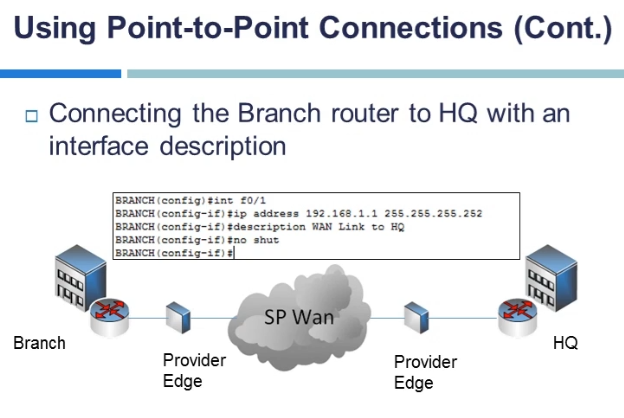 Using Point-to-Point Connections (Cont.)
Connecting the Branch router to HQ with an
interface description
BRANCH(config)#int f0/1
BRANCH(config-if)#ip address 192.168.1.1 255.255.255.252
BRANCH(config-if)#description WAN Link to HQ
BRANCH(config-if)#no shut
BRANCH(config-if)#
SP Wan
Branch
HQ
Provider
Edge
Provider
Edge